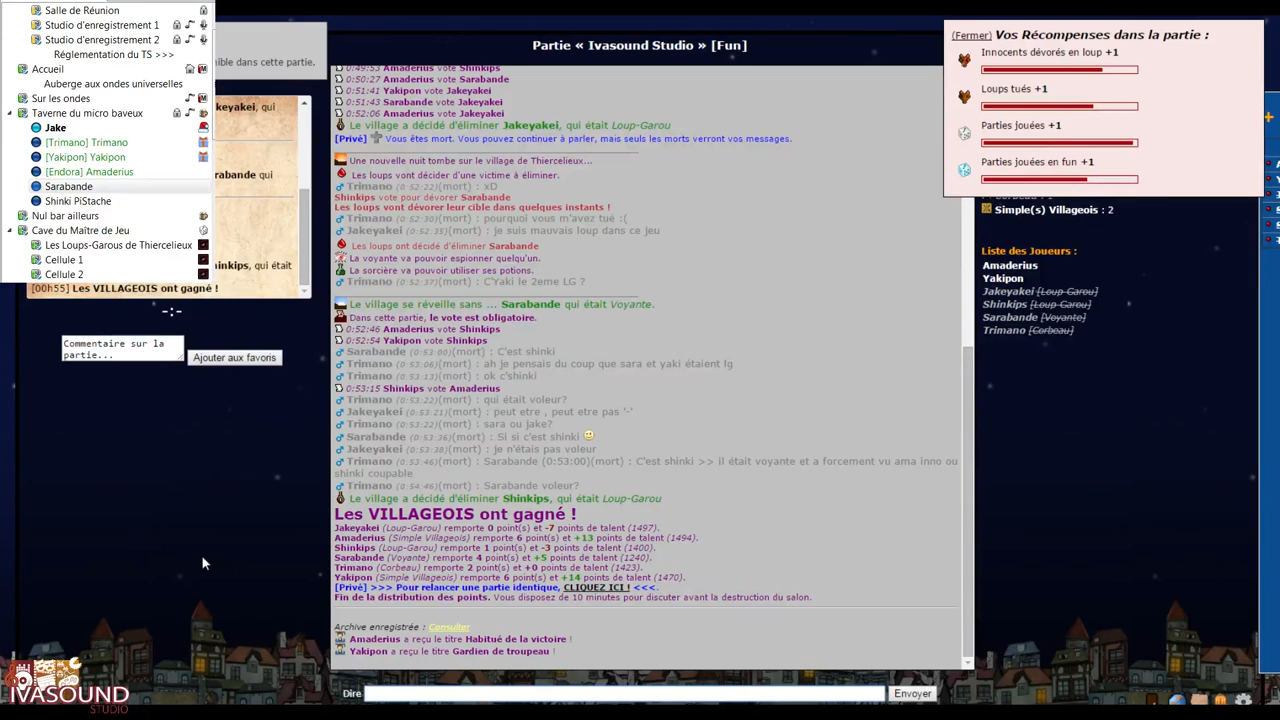 Salle de Réunion
Studio d'enregistrement 1
Studio d'enregistrement 2
Réglementation du TS >>>
Accueil
Auberge aux ondes universelles
Sur les ondes
Taverne du micro baveux
Jake
[Trimano] Trimano
[Yakipon] Yakipon
[Endora] Amaderius
Sarabande
Shinki PiStache
Nul bar ailleurs
Cave du Maître de Jeu
Les Loups-Garous de Thiercelieux
Cellule 1
Cellule 2
ible dans cette partie.
keyakei, qui
rabande qui
hinkips, qui était
[00h55] Les VILLAGEOIS ont gagné !
-:-
Commentaire sur la
partie...
Ajouter aux favoris
Partie « Ivasound Studio » [Fun]
0:49:53 Amaderius vote Shinkips
0:50:27 Amaderius vote Sarabande
0:51:41 Yakipon vote Jakeyakei
0:51:43 Sarabande vote Jakeyakei
0:52:06 Amaderius vote Jakeyakei
Le village a décidé d'éliminer Jakeyakei, qui était Loup-Garou
[Privé] Vous êtes mort. Vous pouvez continuer à parler, mais seuls les morts verront vos messages.
Une nouvelle nuit tombe sur le village de Thiercelieux...
Les loups vont décider d'une victime à éliminer.
Trimano (0:52:22)(mort) : xD
Shinkips vote pour dévorer Sarabande
Les loups vont dévorer leur cible dans quelques instants !
Trimano (0:52:30)(mort) : pourquoi vous m'avez tué :(
Jakeyakei (mort) : je suis mauvais loup dans ce jeu
Les loups ont décidé d'éliminer Sarabande
La voyante va pouvoir espionner quelqu'un.
La sorcière va pouvoir utiliser ses potions.
Trimano (0:52:37)(mort) : C'Yaki le 2eme LG ?
Le village se réveille sans ... Sarabande qui était Voyante.
Dans cette partie, le vote est obligatoire.
0:52:46 Amaderius vote Shinkips
0:52:54 Yakipon vote Shinkips
Sarabande (0:53:00)(mort) : C'est shinki
Trimano (0:53:06)(mort) : ah je pensais du coup que sara et yaki étaient lg
Trimano (0:53:13)(mort) : ok c'shinki
0:53:15 Shinkips vote Amaderius
Trimano (0:53:22)(mort) : qui était voleur?
Jakeyakei (0:53:21)(mort) : peut etre , peut etre pas '-'
Trimano (0:53:22)(mort) : sara ou jake?
Sarabande (0:53:36)(mort) : Si si c'est shinki
Jakeyakei (0:53:38)(mort) : je n'étais pas voleur
Trimano (0:53:46)(mort) : Sarabande (0:53:00)(mort) : C'est shinki >> il était voyante et a forcement vu ama inno ou
shinki coupable
Trimano (0:54:46)(mort) : Sarabande voleur?
Le village a décidé d'éliminer Shinkips, qui était Loup-Garou
Les VILLAGEOIS ont gagné !
Jakeyakei (Loup-Garou) remporte 0 point(s) et -7 points de talent (1497).
Amaderius (Simple Villageois) remporte 6 point(s) et +13 points de talent (1494).
Shinkips (Loup-Garou) remporte 1 point(s) et -3 points de talent (1400).
Sarabande (Voyante) remporte 4 point(s) et +5 points de talent (1240).
Trimano (Corbeau) remporte 2 point(s) et +0 points de talent (1423).
Yakipon (Simple Villageois) remporte 6 point(s) et +14 points de talent (1470).
[Privé] >>> Pour relancer une partie identique, CLIQUEZ ICI ! <<<.
Fin de la distribution des points. Vous disposez de 10 minutes pour discuter avant la destruction du salon.
Archive enregistrée : Consulter
Amaderius a reçu le titre Habitué de la victoire !
Yakipon a reçu le titre Gardien de troupeau !
Dire
Envoyer
(Fermer) Vos Récompenses dans la partie :
Innocents dévorés en loup +1
Loups tués +1
Parties jouées +1
Parties jouées en fun +1
Simple(s) Villageois : 2
Liste des Joueurs :
Amaderius
Yakipon
Jakeyakei (Loup-Garou)
Shinkips (Loup-Garou)
Sarabande (Voyante)
Trimano (Corbeau)
IVASOUND
STUDIO